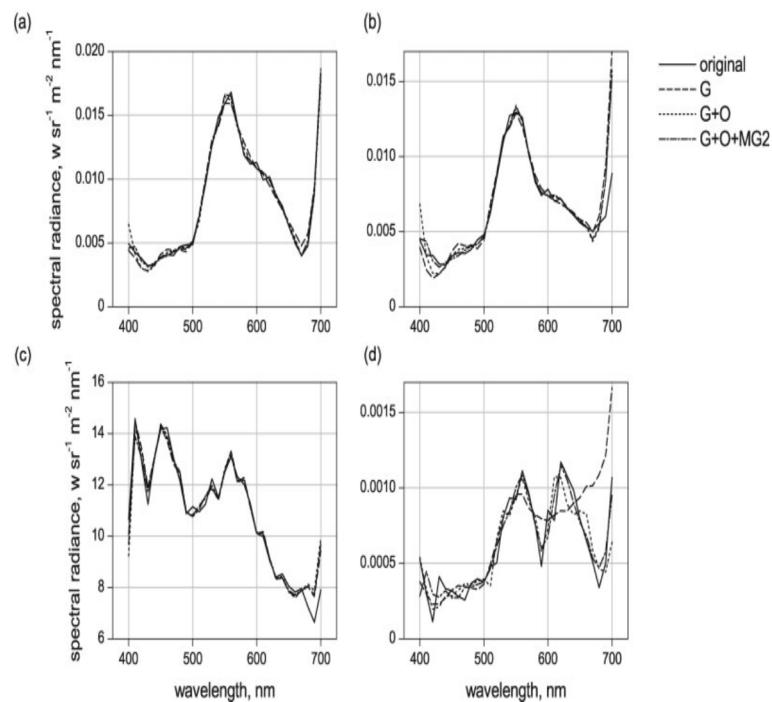 (a)
(b)
0.020
0.015
0.010
0.005
0
400
500
600
700
spectral radiance, w sr⁻¹ m⁻² nm⁻¹
0.015
0.010
0.005
0
400
500
600
700
original
G
G+O
G+O+MG2
(c)
(d)
16
14
12
10
8
6
400
500
600
700
spectral radiance, w sr⁻¹ m⁻² nm⁻¹
wavelength, nm
0.0015
0.0010
0.0005
0
400
500
600
700
wavelength, nm